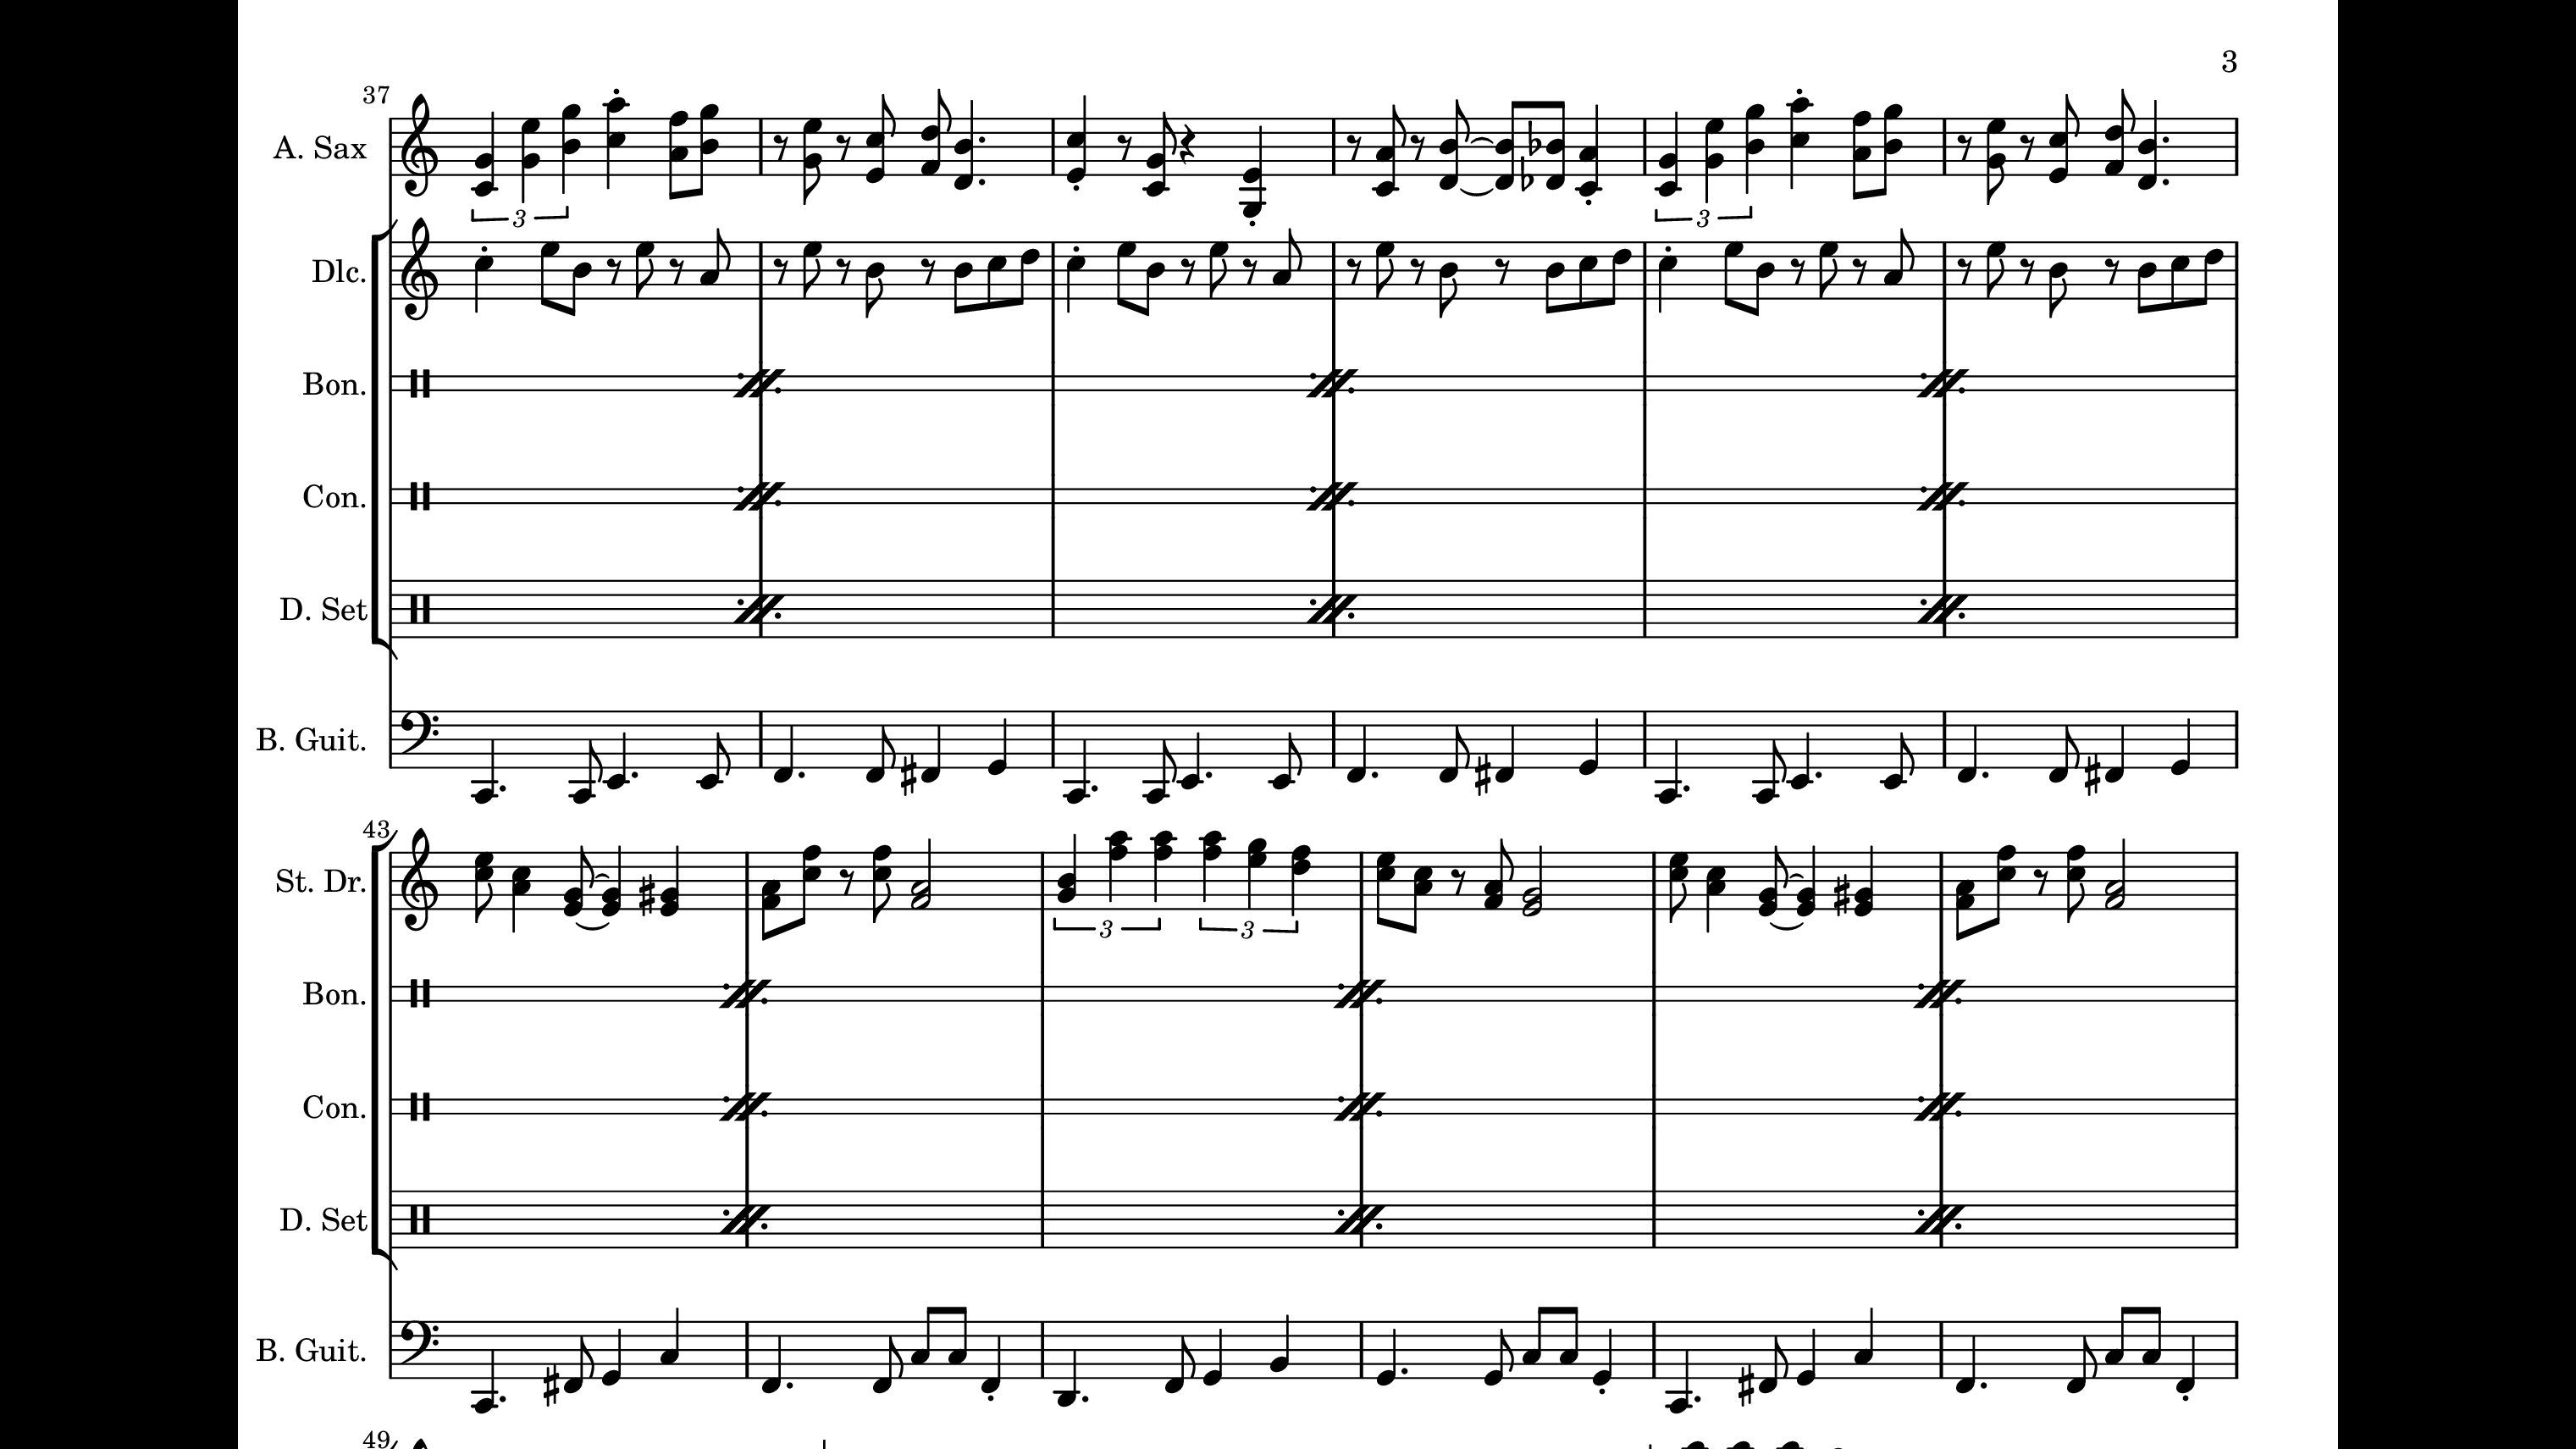 3
37
A. Sax
3
3
Dlc.
Bon.
Con.
D. Set
B. Guit.
43
St. Dr.
3
3
Bon.
Con.
D. Set
B. Guit.
49